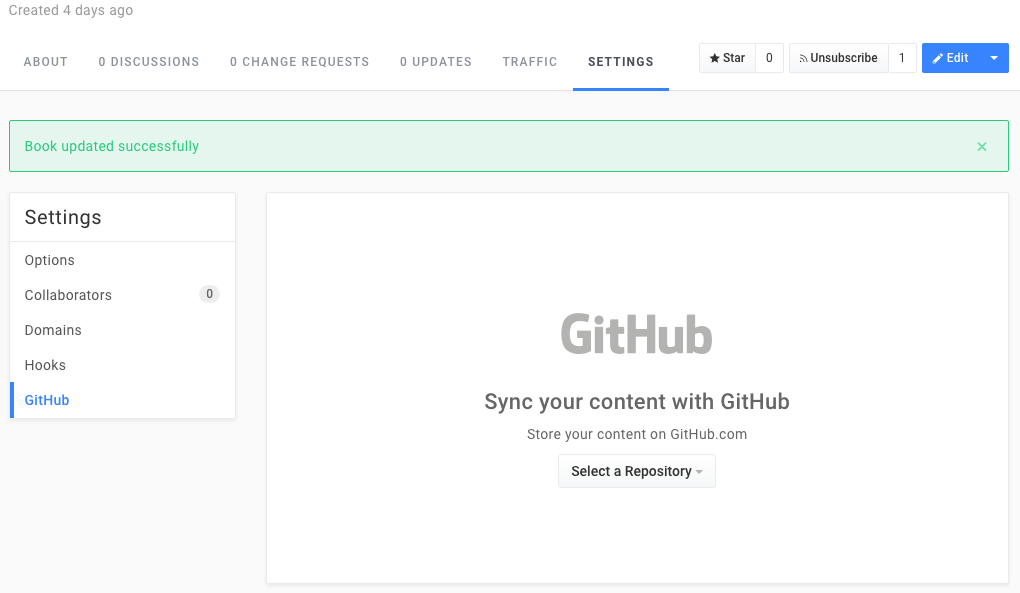 Created 4 days ago
ABOUT 0 DISCUSSIONS 0 CHANGE REQUESTS 0 UPDATES TRAFFIC SETTINGS Star 0 Unsubscribe 1 Edit
Book updated successfully ×
Settings
Options
Collaborators 0
Domains
Hooks
GitHub
GitHub
Sync your content with GitHub
Store your content on GitHub.com
Select a Repository